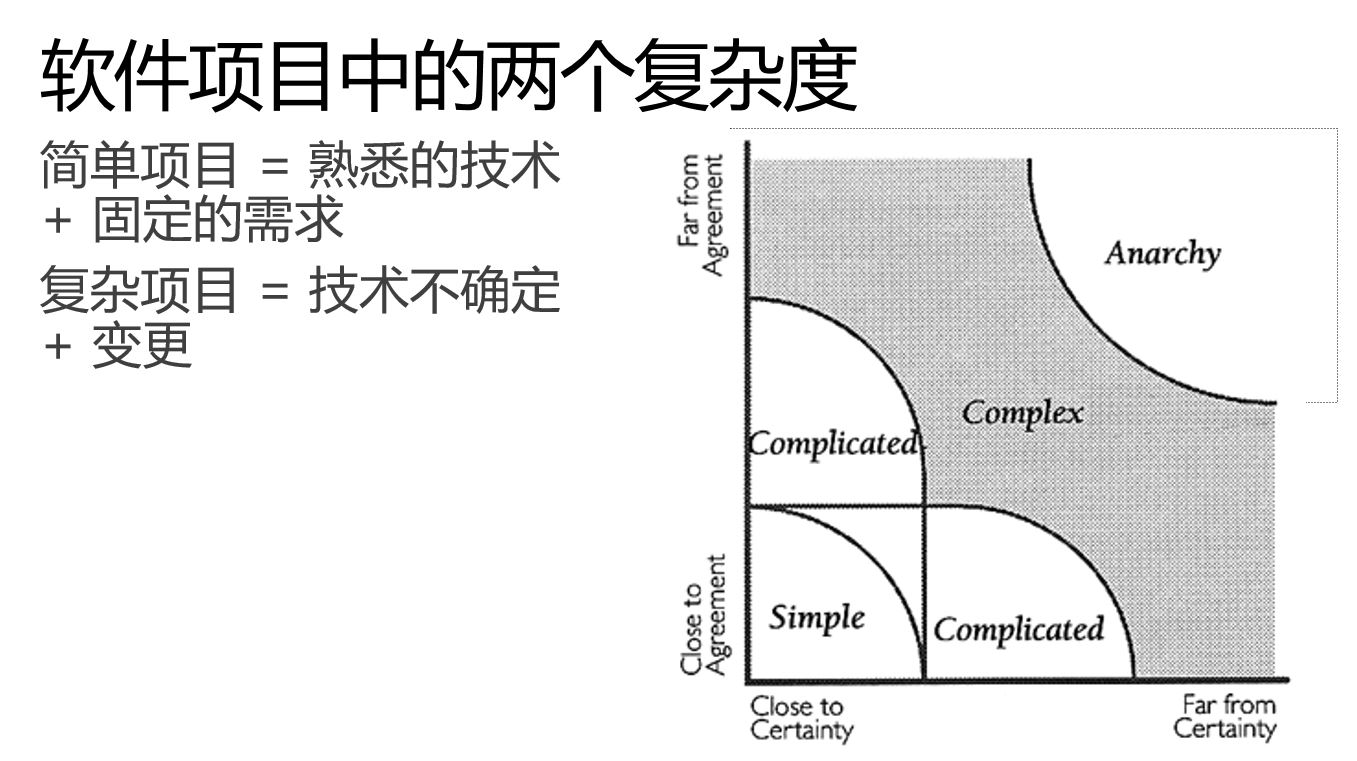 软件项目中的两个复杂度
简单项目 = 熟悉的技术
+ 固定的需求
复杂项目 = 技术不确定
+ 变更
Far from
Agreement
Anarchy
Complex
Complicated
Close to
Agreement
Simple
Complicated
Close to
Certainty
Far from
Certainty